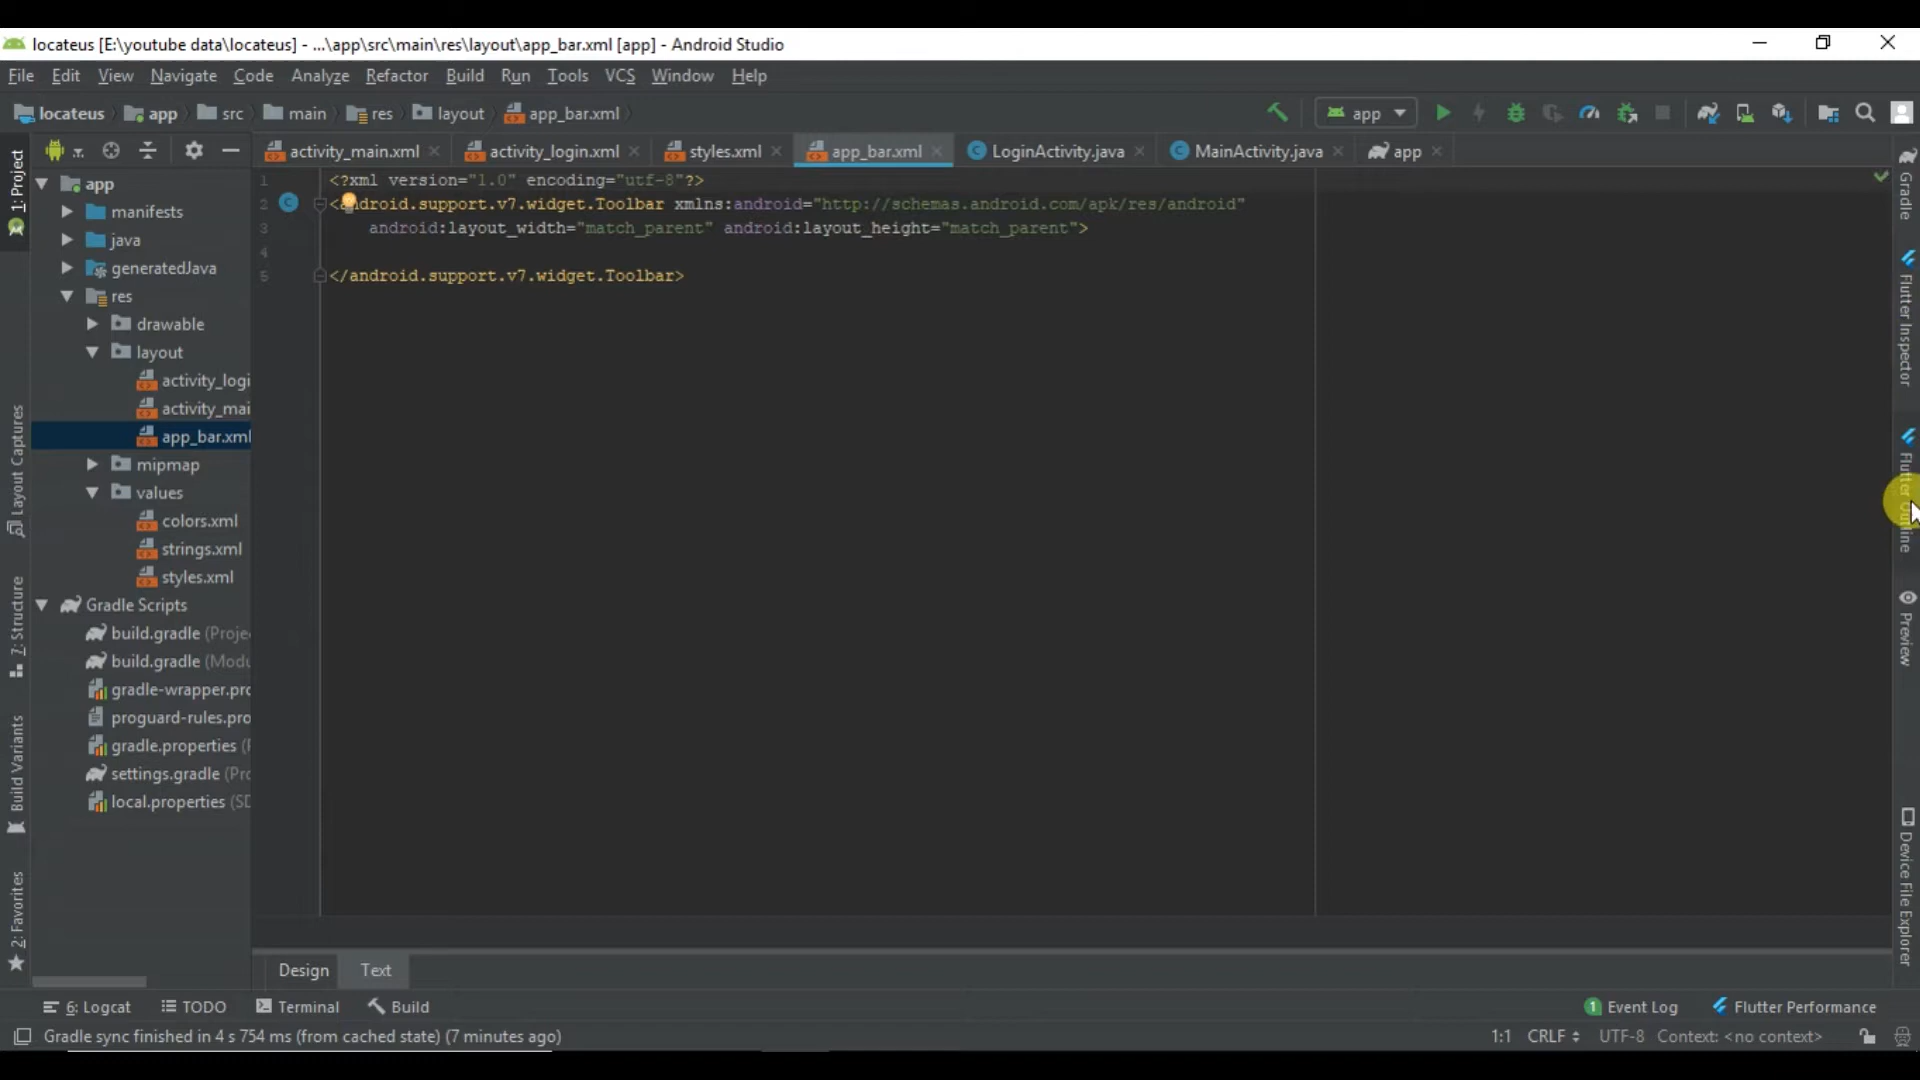 locateus [E:\youtube data\locateus] - ...\app\src\main\res\layout\app_bar.xml [app] - Android Studio
File Edit View Navigate Code Analyze Refactor Build Run Tools VCS Window Help
locateus app src main res layout app_bar.xml
app
activity_main.xml activity_login.xml styles.xml app_bar.xml LoginActivity.java MainActivity.java app
1: Project
Layout Captures
7: Structure
Build Variants
2: Favorites
app
manifests
java
generatedJava
res
drawable
layout
activity_logi
activity_mai
app_bar.xml
mipmap
values
colors.xml
strings.xml
styles.xml
Gradle Scripts
build.gradle (Proje
build.gradle (Modu
gradle-wrapper.pro
proguard-rules.pro
gradle.properties (
settings.gradle (Pro
local.properties (SD
1 <?xml version="1.0" encoding="utf-8"?>
2 <android.support.v7.widget.Toolbar xmlns:android="http://schemas.android.com/apk/res/android"
3 android:layout_width="match_parent" android:layout_height="match_parent">
4
5 </android.support.v7.widget.Toolbar>
Gradle
Flutter Inspector
Flutter Outline
Preview
Device File Explorer
Design Text
6: Logcat TODO Terminal Build
1 Event Log Flutter Performance
Gradle sync finished in 4 s 754 ms (from cached state) (7 minutes ago)
1:1 CRLF UTF-8 Context: <no context>